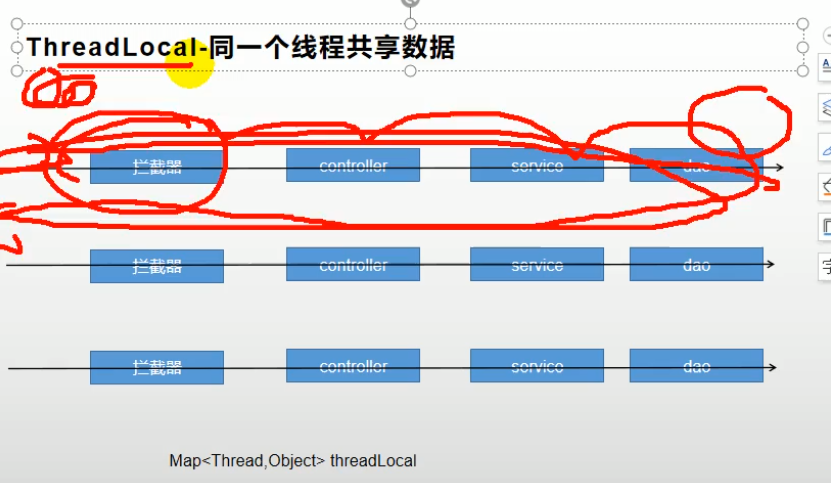 ThreadLocal-同一个线程共享数据
拦截器 controller service dao
拦截器 controller service dao
拦截器 controller service dao
Map<Thread,Object> threadLocal